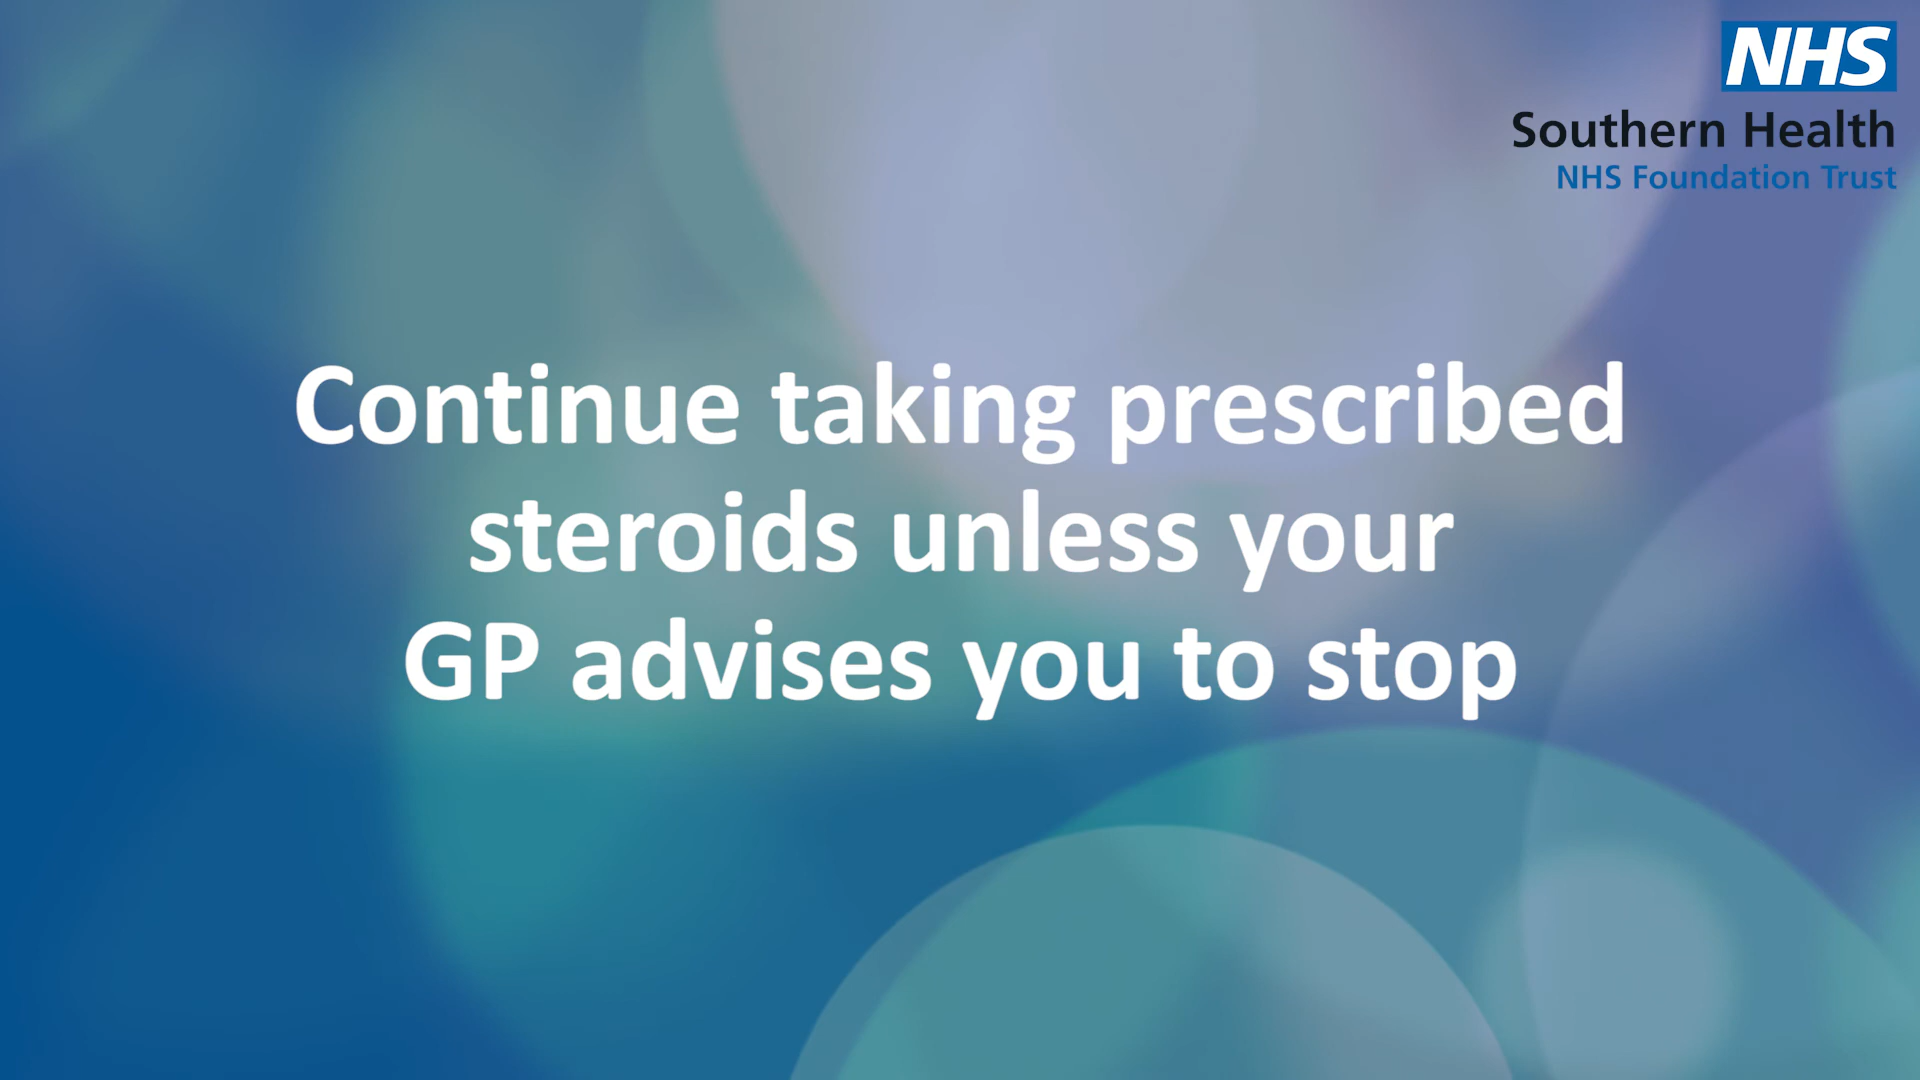 NHS
Southern Health
NHS Foundation Trust
Continue taking prescribed
steroids unless your
GP advises you to stop